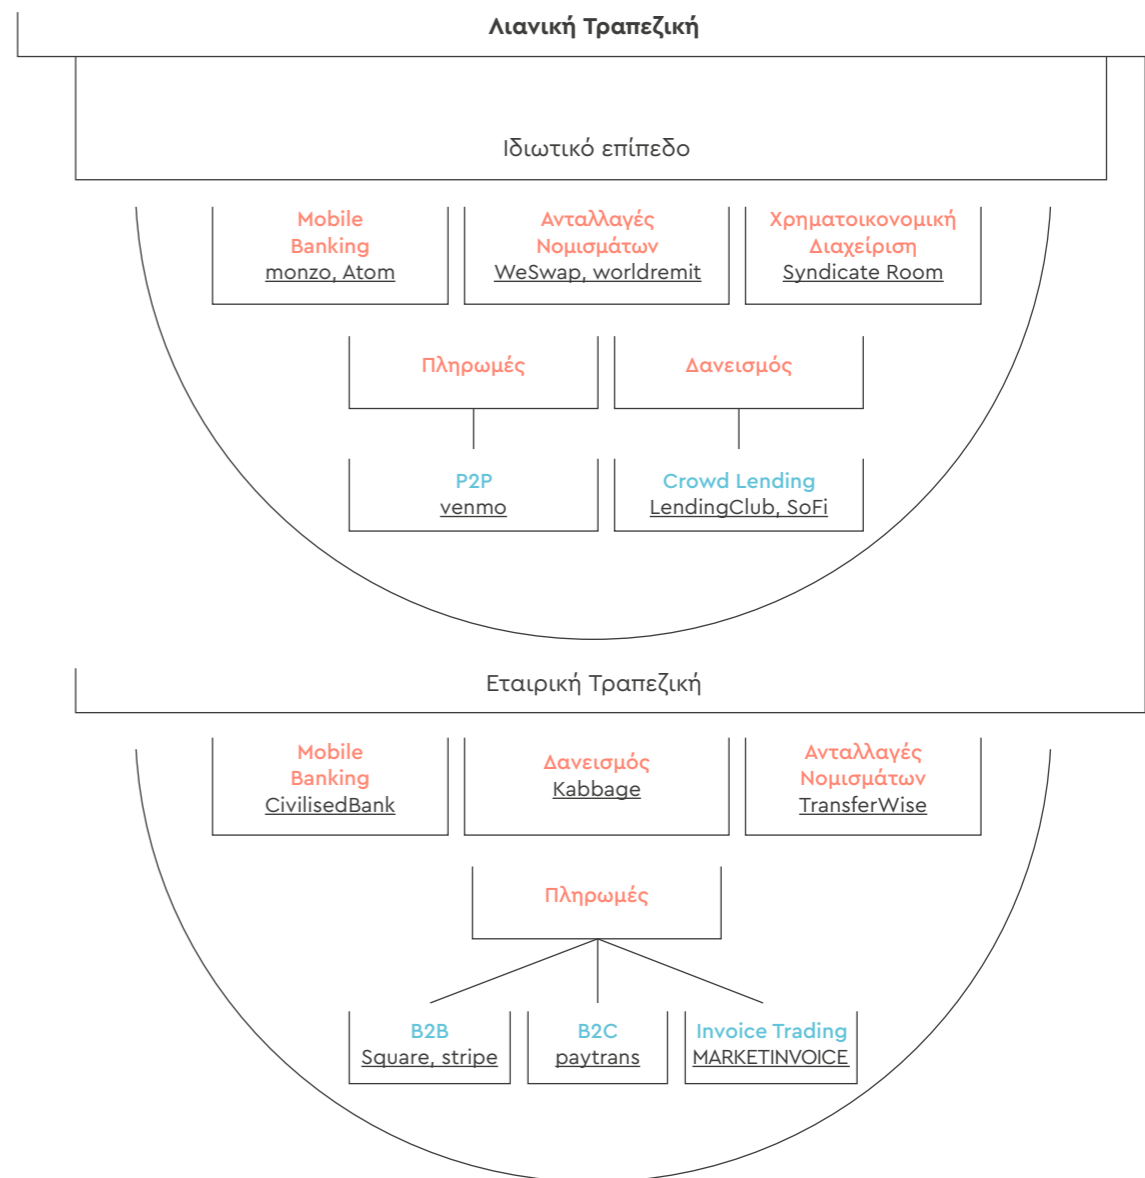 Λιανική Τραπεζική
Ιδιωτικό επίπεδο
Mobile
Banking
monzo, Atom
Ανταλλαγές
Νομισμάτων
WeSwap, worldremit
Χρηματοικονομική
Διαχείριση
Syndicate Room
Πληρωμές
Δανεισμός
P2P
venmo
Crowd Lending
LendingClub, SoFi
Εταιρική Τραπεζική
Mobile
Banking
CivilisedBank
Δανεισμός
Kabbage
Ανταλλαγές
Νομισμάτων
TransferWise
Πληρωμές
B2B
Square, stripe
B2C
paytrans
Invoice Trading
MARKETINVOICE